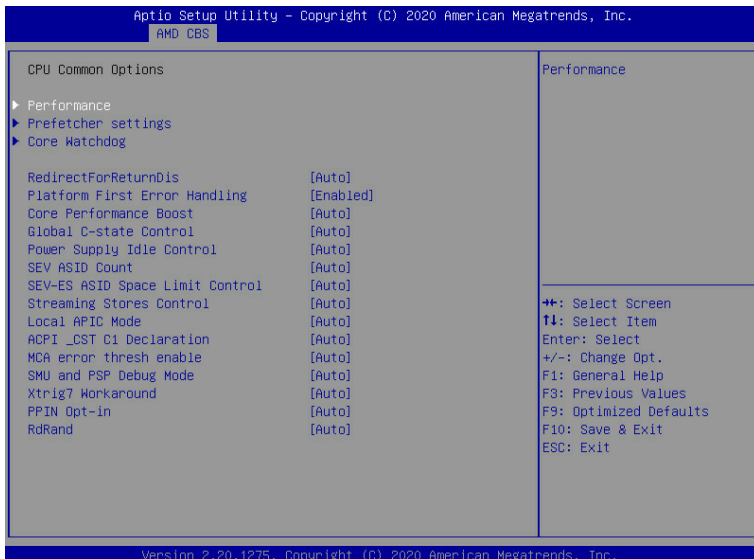 Aptio Setup Utility – Copyright (C) 2020 American Megatrends, Inc.
AMD CBS
CPU Common Options
Performance
Performance
Prefetcher settings
Core Watchdog
RedirectForReturnDis [Auto]
Platform First Error Handling [Enabled]
Core Performance Boost [Auto]
Global C-state Control [Auto]
Power Supply Idle Control [Auto]
SEV ASID Count [Auto]
SEV-ES ASID Space Limit Control [Auto]
Streaming Stores Control [Auto]
Local APIC Mode [Auto]
ACPI _CST C1 Declaration [Auto]
MCA error thresh enable [Auto]
SMU and PSP Debug Mode [Auto]
Xtrig7 Workaround [Auto]
PPIN Opt-in [Auto]
RdRand [Auto]
→←: Select Screen
↑↓: Select Item
Enter: Select
+/-: Change Opt.
F1: General Help
F3: Previous Values
F9: Optimized Defaults
F10: Save & Exit
ESC: Exit
Version 2.20.1275. Copyright (C) 2020 American Megatrends, Inc.